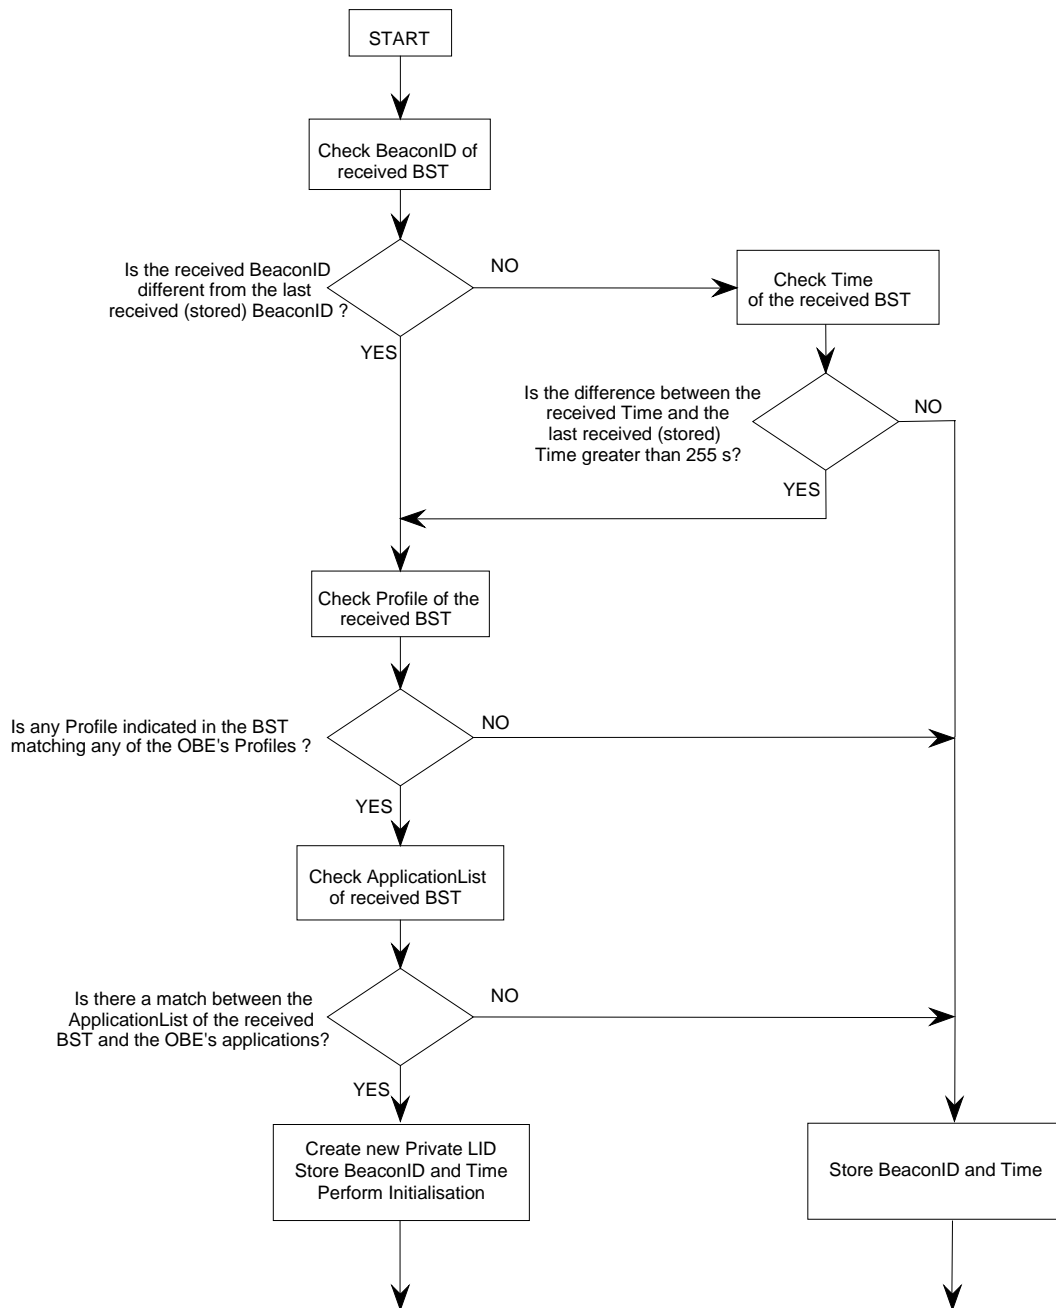 START
Check BeaconID of
received BST
Is the received BeaconID
different from the last
received (stored) BeaconID ?
NO
YES
Check Time
of the received BST
Is the difference between the
received Time and the
last received (stored)
Time greater than 255 s?
NO
YES
Check Profile of the
received BST
Is any Profile indicated in the BST
matching any of the OBE's Profiles ?
NO
YES
Check ApplicationList
of received BST
Is there a match between the
ApplicationList of the received
BST and the OBE's applications?
NO
YES
Create new Private LID
Store BeaconID and Time
Perform Initialisation
Store BeaconID and Time